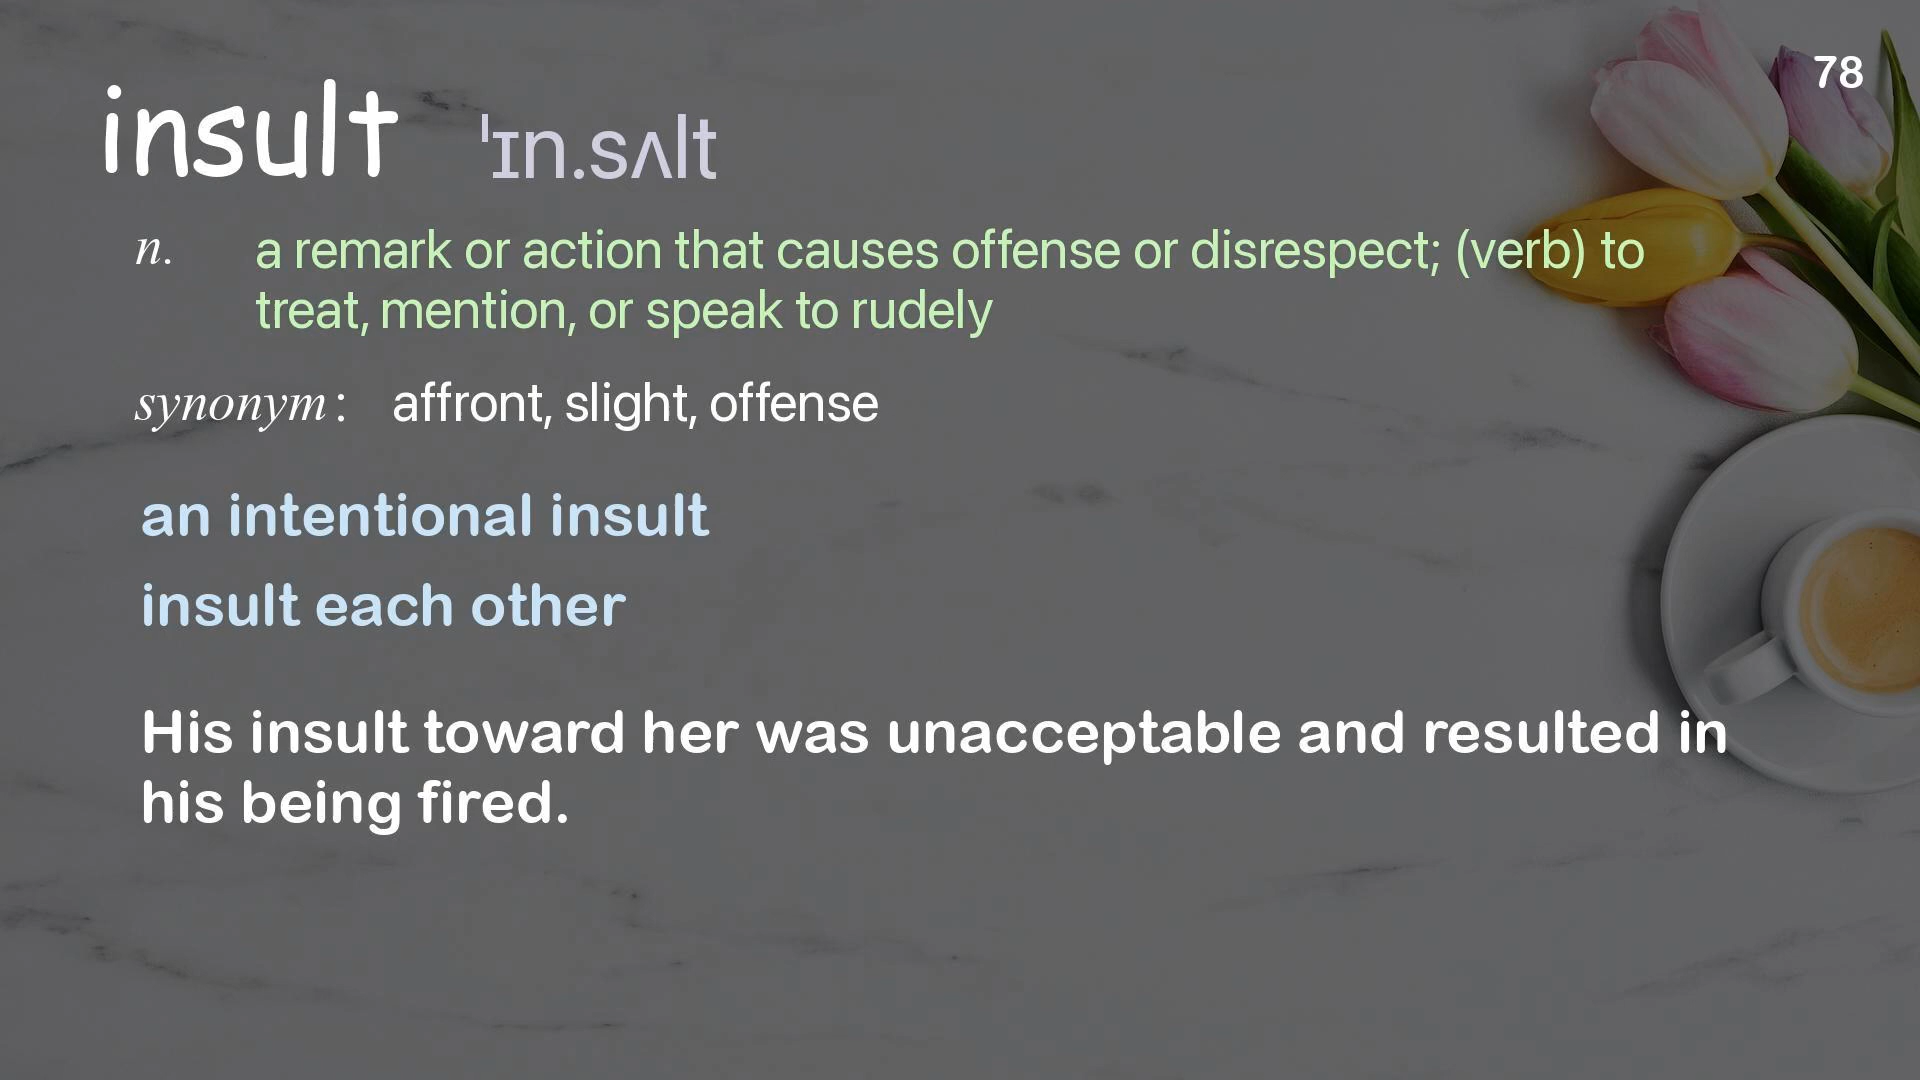 78
insult ˈɪn.sʌlt
n. a remark or action that causes offense or disrespect; (verb) to
treat, mention, or speak to rudely
synonym: affront, slight, offense
an intentional insult
insult each other
His insult toward her was unacceptable and resulted in
his being fired.